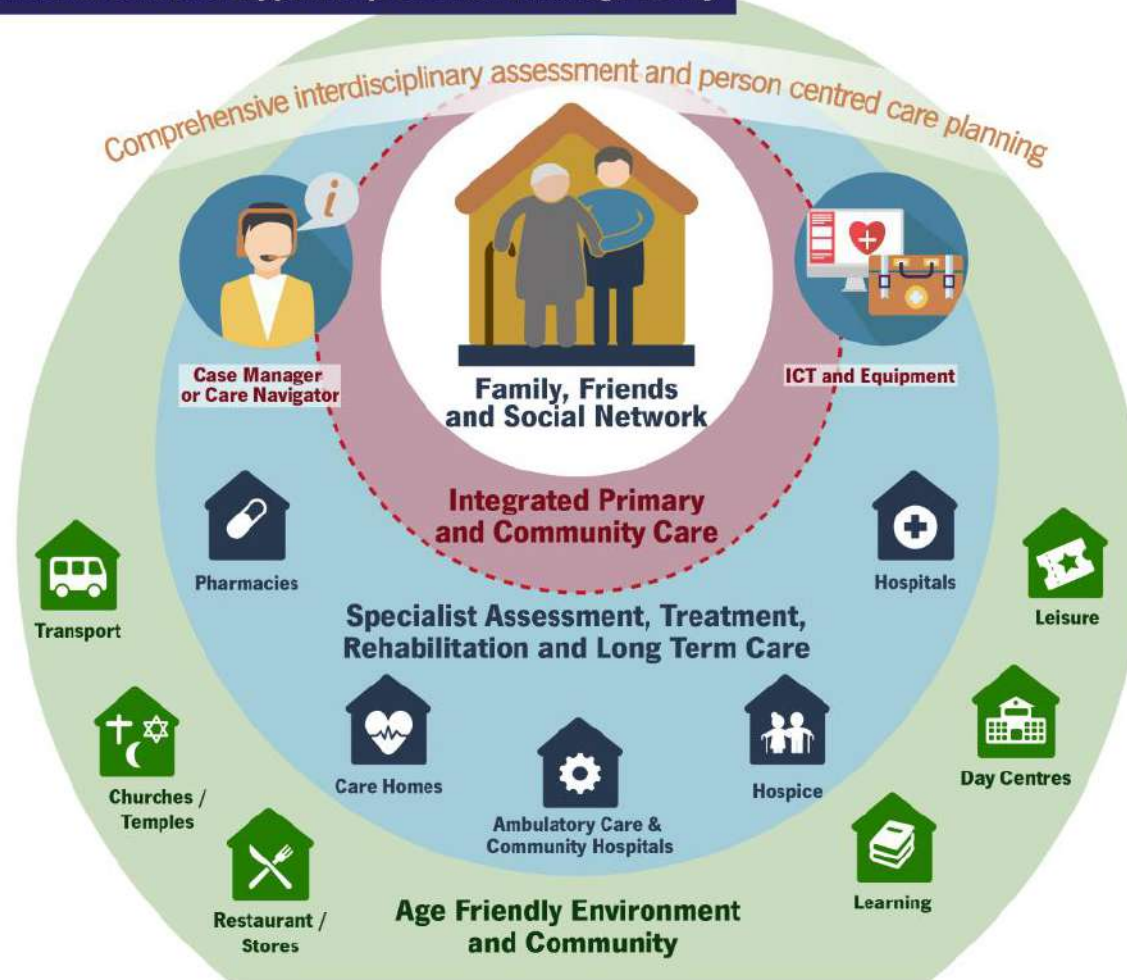 Comprehensive interdisciplinary assessment and person centred care planning
i
Case Manager
or Care Navigator
Family, Friends
and Social Network
ICT and Equipment
Integrated Primary
and Community Care
Pharmacies
Hospitals
Transport
Leisure
Specialist Assessment, Treatment,
Rehabilitation and Long Term Care
Care Homes
Hospice
Day Centres
Churches /
Temples
Ambulatory Care &
Community Hospitals
Restaurant /
Stores
Learning
Age Friendly Environment
and Community